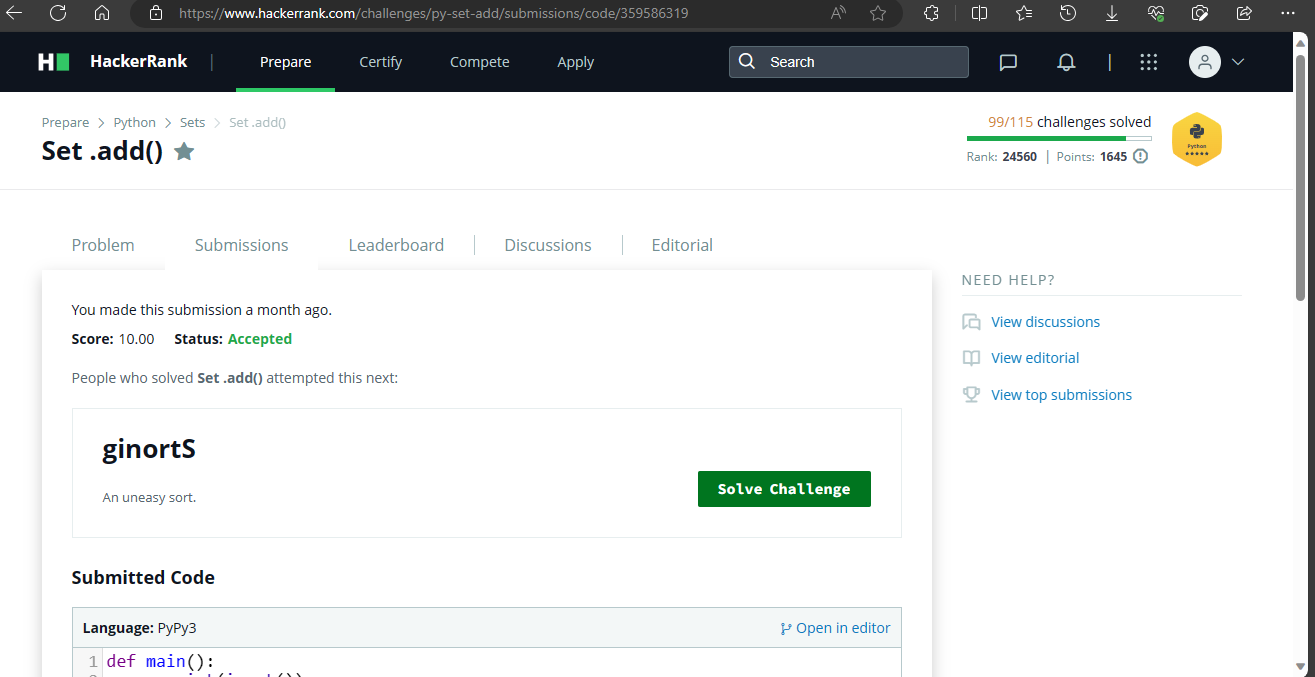 https://www.hackerrank.com/challenges/py-set-add/submissions/code/359586319
HackerRank | Prepare Certify Compete Apply Search
Prepare > Python > Sets > Set .add()
99/115 challenges solved
Set .add()
Rank: 24560 | Points: 1645
Python
Problem Submissions Leaderboard Discussions Editorial
NEED HELP?
You made this submission a month ago.
View discussions
Score: 10.00 Status: Accepted
View editorial
People who solved Set .add() attempted this next:
View top submissions
ginortS
An uneasy sort.
Solve Challenge
Submitted Code
Language: PyPy3
Open in editor
1 def main():